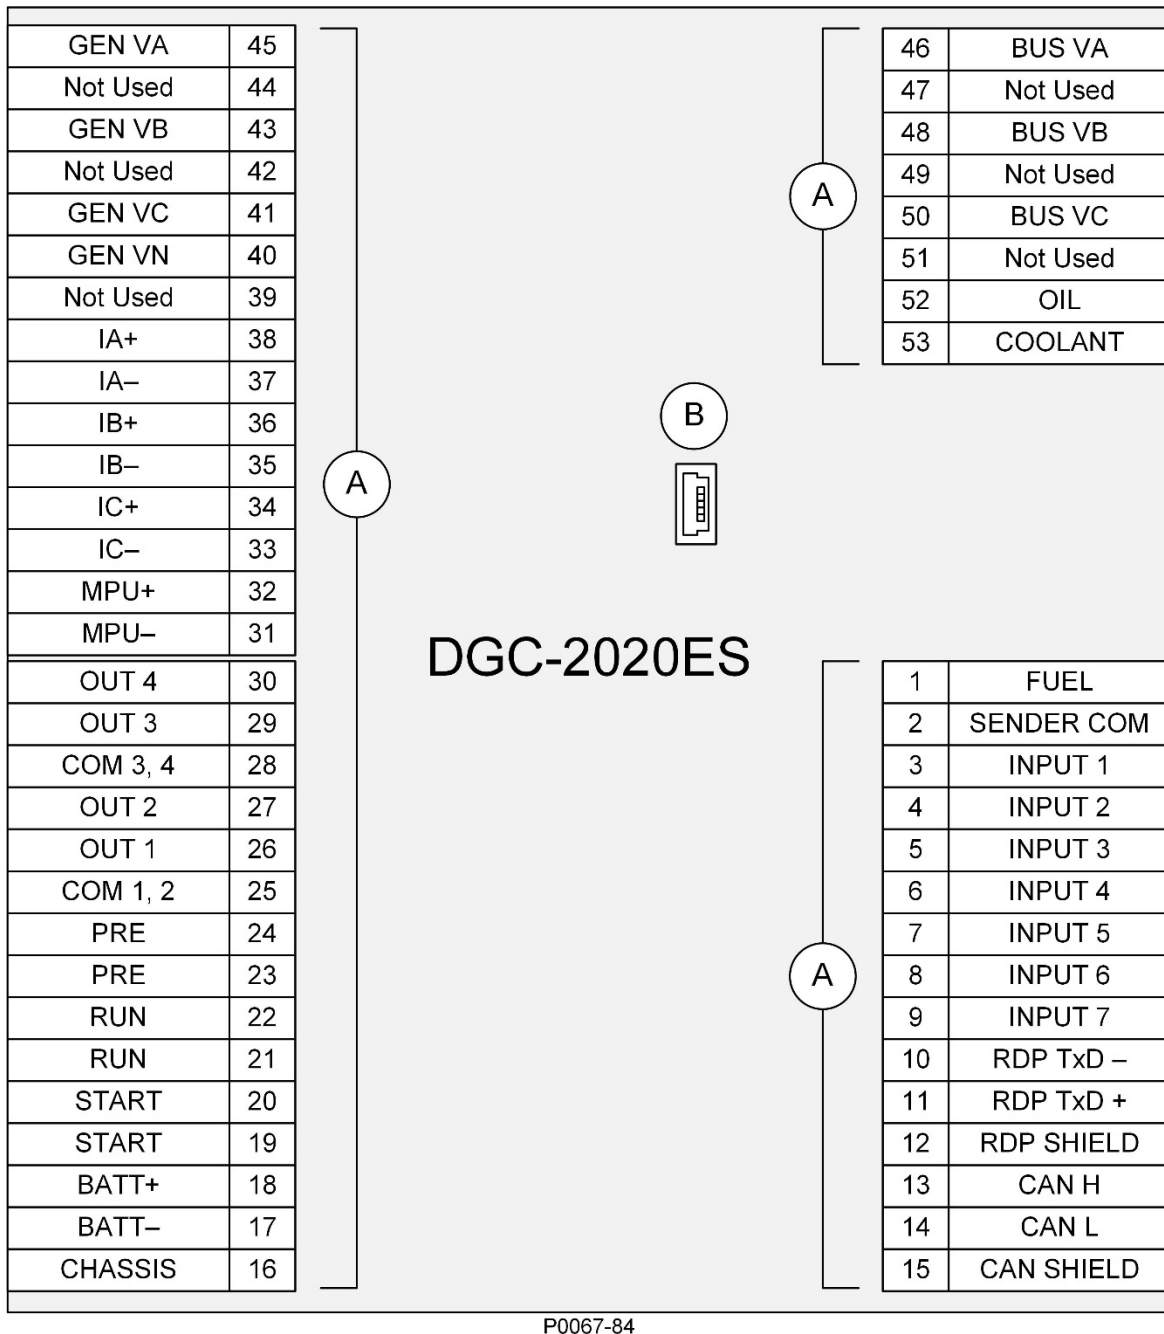 GEN VA 45
Not Used 44
GEN VB 43
Not Used 42
GEN VC 41
GEN VN 40
Not Used 39
IA+ 38
IA– 37
IB+ 36
IB– 35
IC+ 34
IC– 33
MPU+ 32
MPU– 31
OUT 4 30
OUT 3 29
COM 3, 4 28
OUT 2 27
OUT 1 26
COM 1, 2 25
PRE 24
PRE 23
RUN 22
RUN 21
START 20
START 19
BATT+ 18
BATT– 17
CHASSIS 16
A
B
DGC-2020ES
A
46 BUS VA
47 Not Used
48 BUS VB
49 Not Used
50 BUS VC
51 Not Used
52 OIL
53 COOLANT
A
1 FUEL
2 SENDER COM
3 INPUT 1
4 INPUT 2
5 INPUT 3
6 INPUT 4
7 INPUT 5
8 INPUT 6
9 INPUT 7
10 RDP TxD –
11 RDP TxD +
12 RDP SHIELD
13 CAN H
14 CAN L
15 CAN SHIELD
P0067-84